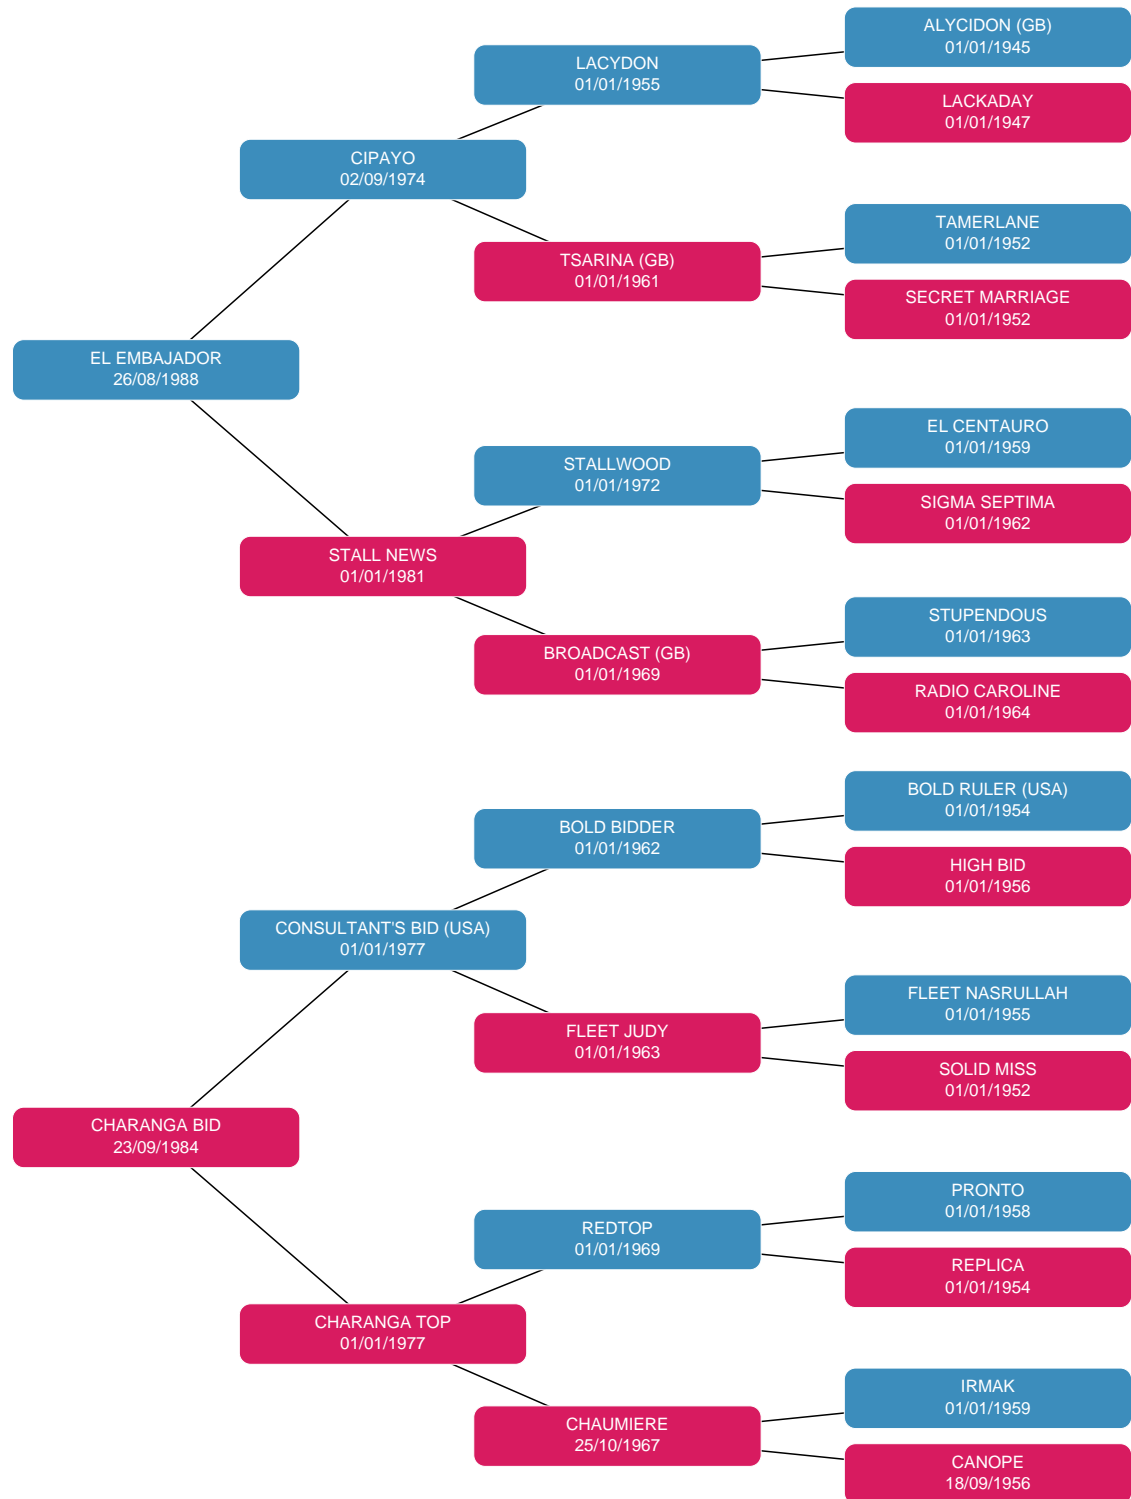 ALYCIDON (GB)
01/01/1945
LACYDON
01/01/1955
LACKADAY
01/01/1947
CIPAYO
02/09/1974
TAMERLANE
01/01/1952
TSARINA (GB)
01/01/1961
SECRET MARRIAGE
01/01/1952
EL EMBAJADOR
26/08/1988
EL CENTAURO
01/01/1959
STALLWOOD
01/01/1972
SIGMA SEPTIMA
01/01/1962
STALL NEWS
01/01/1981
STUPENDOUS
01/01/1963
BROADCAST (GB)
01/01/1969
RADIO CAROLINE
01/01/1964
BOLD RULER (USA)
01/01/1954
BOLD BIDDER
01/01/1962
HIGH BID
01/01/1956
CONSULTANT'S BID (USA)
01/01/1977
FLEET NASRULLAH
01/01/1955
FLEET JUDY
01/01/1963
SOLID MISS
01/01/1952
CHARANGA BID
23/09/1984
PRONTO
01/01/1958
REDTOP
01/01/1969
REPLICA
01/01/1954
CHARANGA TOP
01/01/1977
IRMAK
01/01/1959
CHAUMIERE
25/10/1967
CANOPE
18/09/1956